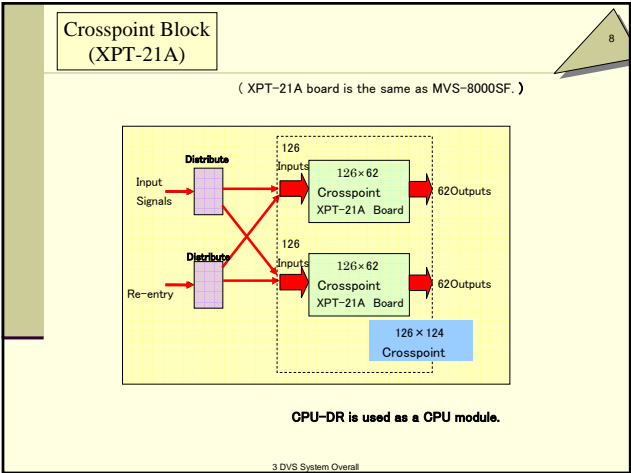 Crosspoint Block
(XPT-21A)
8
( XPT-21A board is the same as MVS-8000SF. )
126
Inputs
Distribute
Input
Signals
126×62
Crosspoint
XPT-21A Board
62Outputs
126
Inputs
Distribute
Re-entry
126×62
Crosspoint
XPT-21A Board
62Outputs
126×124
Crosspoint
CPU-DR is used as a CPU module.
3 DVS System Overall